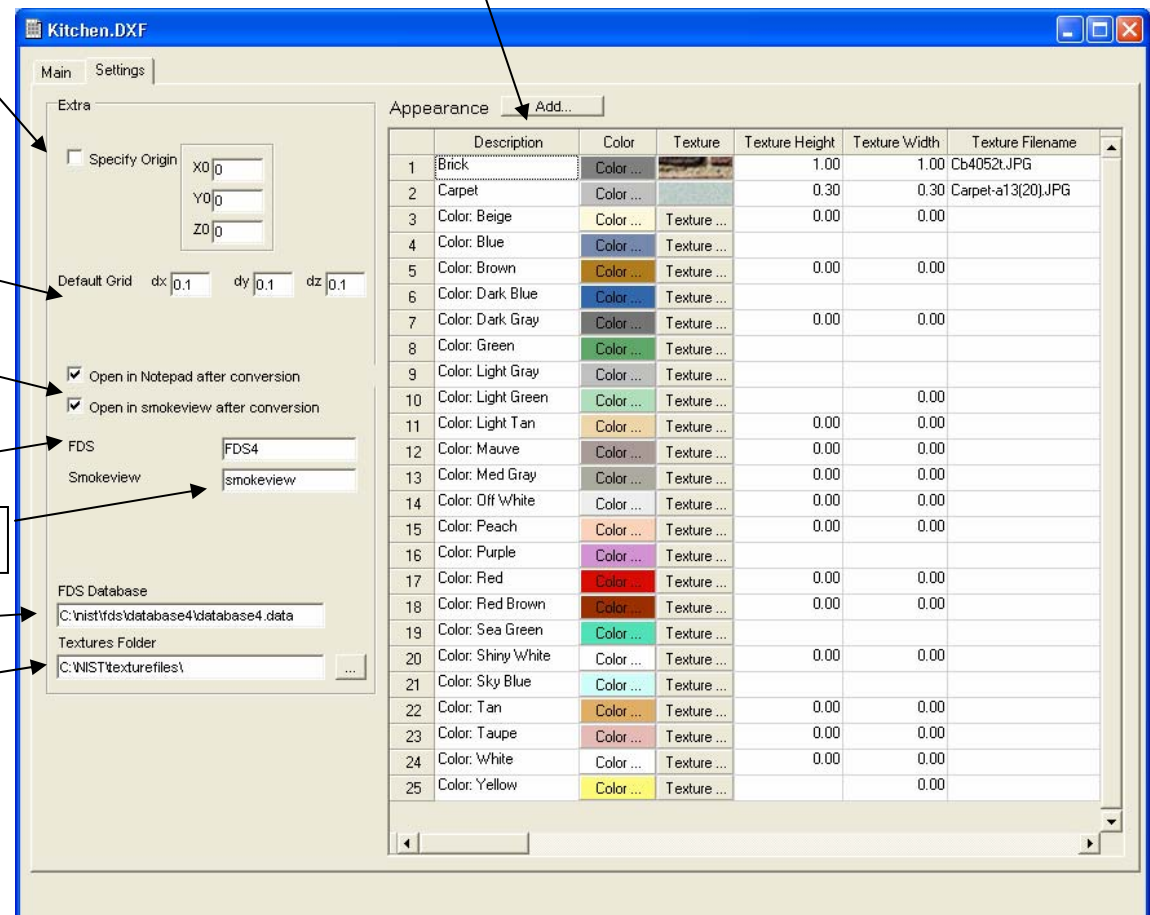 Kitchen.DXF
Main Settings
Extra
Specify Origin
X0 0
Y0 0
Z0 0
Default Grid dx 0.1 dy 0.1 dz 0.1
Open in Notepad after conversion
Open in smokeview after conversion
FDS FDS4
Smokeview smokeview
FDS Database
C:\nist\fds\database4\database4.data
Textures Folder
C:\NIST\texturefiles\ ...
Appearance Add...
Description Color Texture Texture Height Texture Width Texture Filename
1 Brick Color ... 1.00 1.00 Cb4052t.JPG
2 Carpet Color ... 0.30 0.30 Carpet-a13(20).JPG
3 Color: Beige Color ... Texture ... 0.00 0.00
4 Color: Blue Color ... Texture ...
5 Color: Brown Color ... Texture ... 0.00 0.00
6 Color: Dark Blue Color ... Texture ...
7 Color: Dark Gray Color ... Texture ... 0.00 0.00
8 Color: Green Color ... Texture ...
9 Color: Light Gray Color ... Texture ...
10 Color: Light Green Color ... Texture ... 0.00
11 Color: Light Tan Color ... Texture ... 0.00 0.00
12 Color: Mauve Color ... Texture ... 0.00 0.00
13 Color: Med Gray Color ... Texture ... 0.00 0.00
14 Color: Off White Color ... Texture ... 0.00 0.00
15 Color: Peach Color ... Texture ... 0.00 0.00
16 Color: Purple Color ... Texture ...
17 Color: Red Color ... Texture ... 0.00 0.00
18 Color: Red Brown Color ... Texture ... 0.00 0.00
19 Color: Sea Green Color ... Texture ...
20 Color: Shiny White Color ... Texture ... 0.00 0.00
21 Color: Sky Blue Color ... Texture ...
22 Color: Tan Color ... Texture ... 0.00 0.00
23 Color: Taupe Color ... Texture ... 0.00 0.00
24 Color: White Color ... Texture ... 0.00 0.00
25 Color: Yellow Color ... Texture ... 0.00